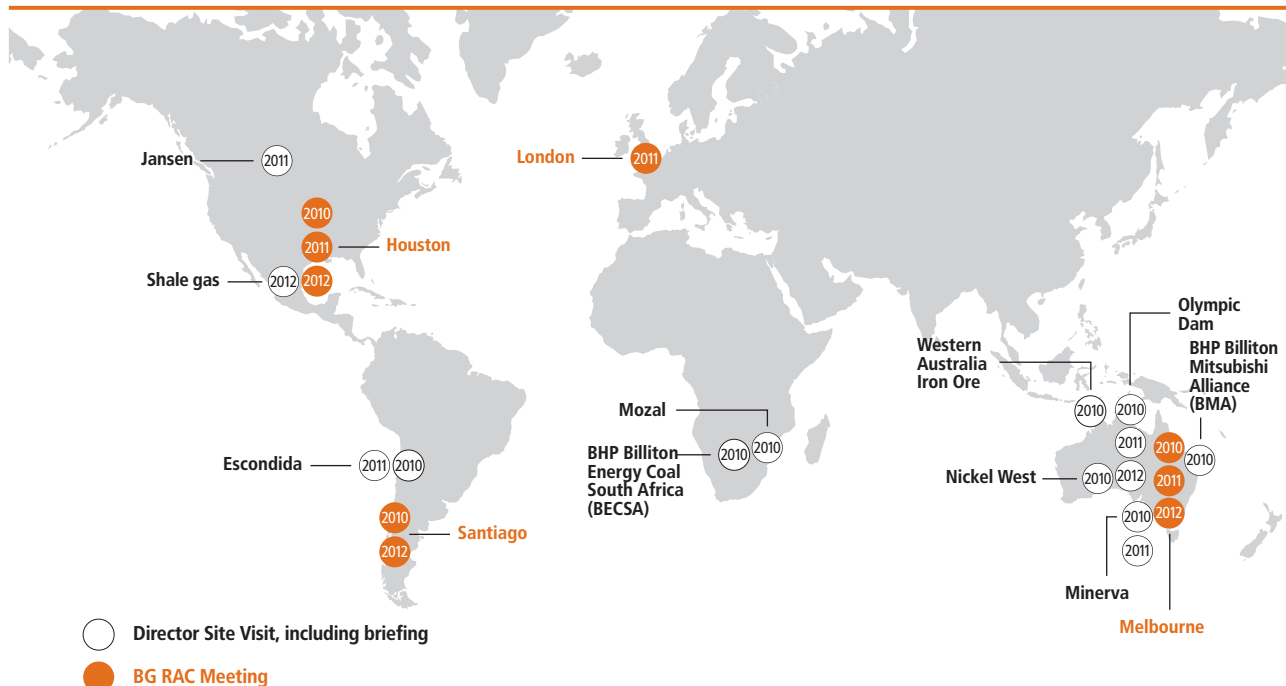 Jansen
2011
London
2011
2010
2011
Houston
Shale gas
2012
2012
Olympic
Dam
Western
Australia
Iron Ore
BHP Billiton
Mitsubishi
Alliance
(BMA)
2010
2010
Mozal
2010
BHP Billiton
Energy Coal
South Africa
(BECSA)
2010
2011
2010
2010
Escondida
2011
2010
Nickel West
2010
2012
2011
2010
Santiago
2012
2010
2012
2011
Minerva
Melbourne
2010
Director Site Visit, including briefing
BG RAC Meeting